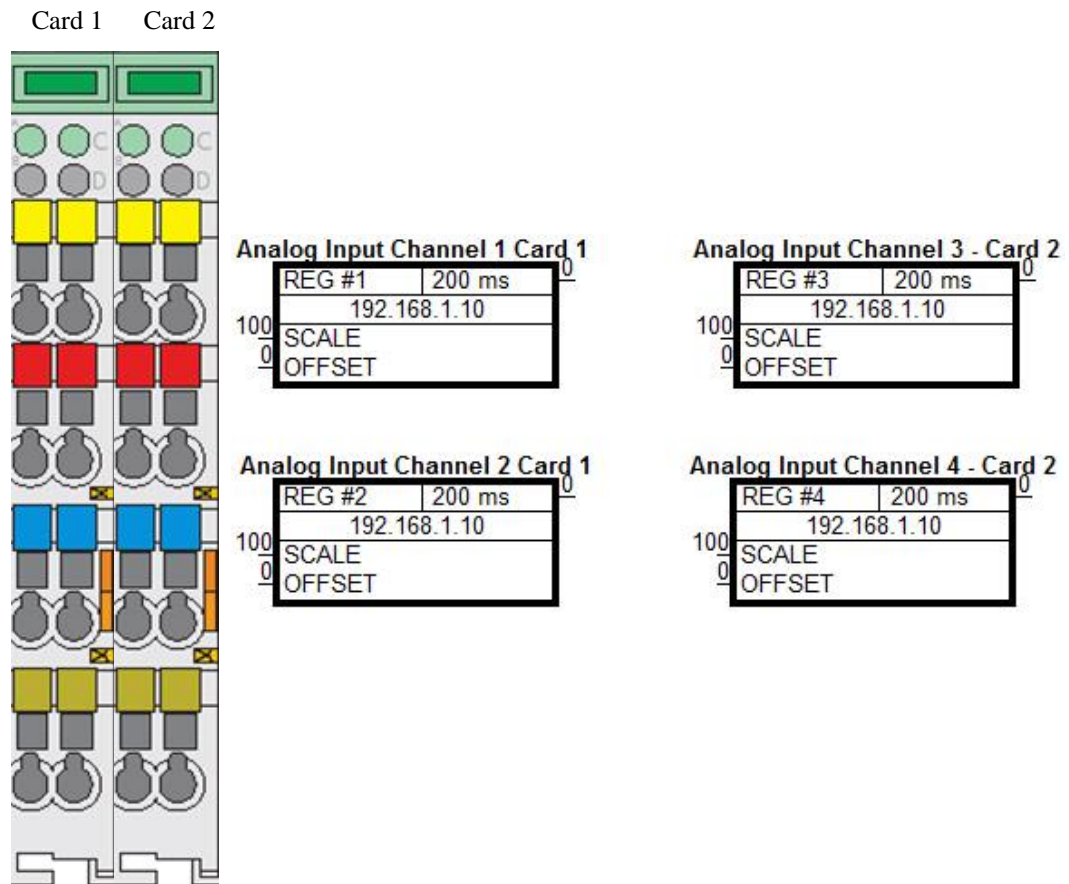 Card 1 Card 2
A C A C
B D B D
Analog Input Channel 1 Card 1
0
REG #1 200 ms
192.168.1.10
100
SCALE
0
OFFSET
Analog Input Channel 3 - Card 2
0
REG #3 200 ms
192.168.1.10
100
SCALE
0
OFFSET
Analog Input Channel 2 Card 1
0
REG #2 200 ms
192.168.1.10
100
SCALE
0
OFFSET
Analog Input Channel 4 - Card 2
0
REG #4 200 ms
192.168.1.10
100
SCALE
0
OFFSET